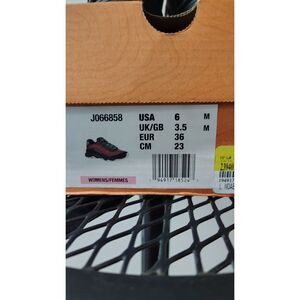 J066858 USA 6 M
UK/GB 3.5 M
EUR 36
CM 23
WOMENS/FEMMES